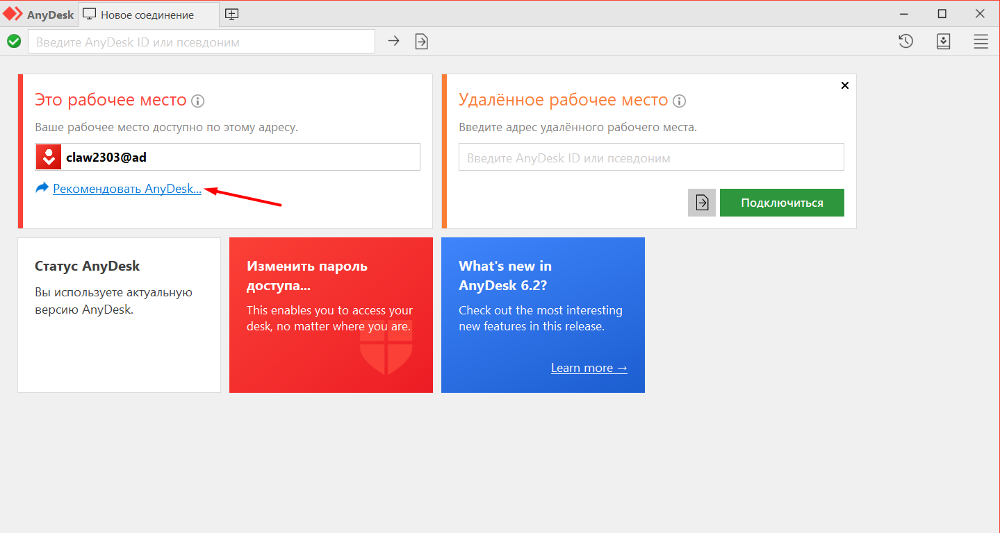 AnyDesk
Новое соединение
Введите AnyDesk ID или псевдоним
Это рабочее место
Ваше рабочее место доступно по этому адресу.
claw2303@ad
Рекомендовать AnyDesk...
Удалённое рабочее место
Введите адрес удалённого рабочего места.
Введите AnyDesk ID или псевдоним
Подключиться
Статус AnyDesk
Вы используете актуальную
версию AnyDesk.
Изменить пароль
доступа...
This enables you to access your
desk, no matter where you are.
What's new in
AnyDesk 6.2?
Check out the most interesting
new features in this release.
Learn more →